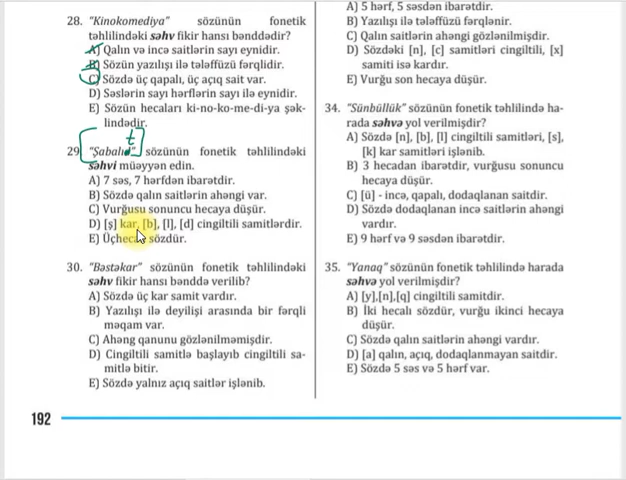 28. "Kinokomediya" sözünün fonetik
təhlilindəki səhv fikir hansı bənddədir?
A) Qalın və incə saitlərin sayı eynidir.
B) Sözün yazılışı ilə tələffüzü fərqlidir.
C) Sözdə üç qapalı, üç açıq sait var.
D) Səslərin sayı hərflərin sayı ilə eynidir.
E) Sözün hecaları ki-no-ko-me-di-ya şək-
lindədir.
t
29. "Şabalıd" sözünün fonetik təhlilindəki
səhvi müəyyən edin.
A) 7 səs, 7 hərfdən ibarətdir.
B) Sözdə qalın saitlərin ahəngi var.
C) Vurğusu sonuncu hecaya düşür.
D) [ş] kar, [b], [l], [d] cingiltili samitlərdir.
E) Üçhecalı sözdür.
30. "Bəstəkar" sözünün fonetik təhlilindəki
səhv fikir hansı bənddə verilib?
A) Sözdə üç kar samit vardır.
B) Yazılışı ilə deyilişi arasında bir fərqli
məqam var.
C) Ahəng qanunu gözlənilməmişdir.
D) Cingiltili samitlə başlayıb cingiltili sa-
mitlə bitir.
E) Sözdə yalnız açıq saitlər işlənib.
A) 5 hərf, 5 səsdən ibarətdir.
B) Yazılışı ilə tələffüzü fərqlənir.
C) Qalın saitlərin ahəngi gözlənilmişdir.
D) Sözdəki [n], [c] samitləri cingiltili, [x]
samiti isə kardır.
E) Vurğu son hecaya düşür.
34. "Sünbüllük" sözünün fonetik təhlilində ha-
rada səhvə yol verilmişdir?
A) Sözdə [n], [b], [l] cingiltili samitləri, [s],
[k] kar samitləri işlənib.
B) 3 hecadan ibarətdir, vurğusu sonuncu
hecaya düşür.
C) [ü] - incə, qapalı, dodaqlanan saitdir.
D) Sözdə dodaqlanan incə saitlərin ahəngi
vardır.
E) 9 hərf və 9 səsdən ibarətdir.
35. "Yanaq" sözünün fonetik təhlilində harada
səhvə yol verilmişdir?
A) [y],[n],[q] cingiltili samitdir.
B) İki hecalı sözdür, vurğu ikinci hecaya
düşür.
C) Sözdə qalın saitlərin ahəngi vardır.
D) [a] qalın, açıq, dodaqlanmayan saitdir.
E) Sözdə 5 səs və 5 hərf var.
192